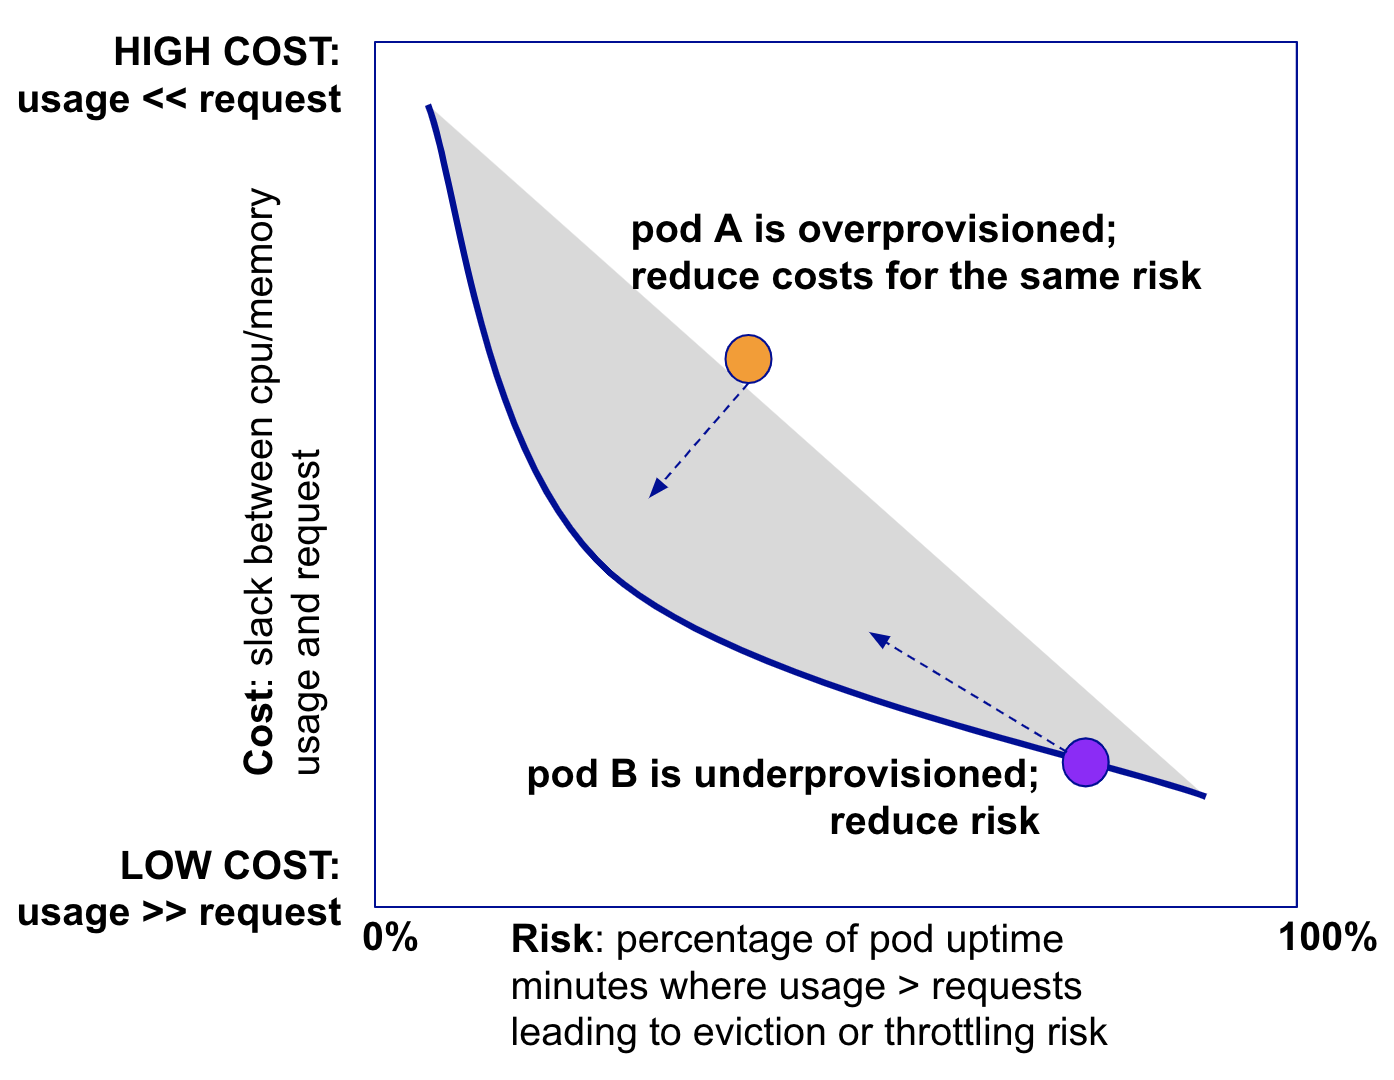 HIGH COST:
usage << request
pod A is overprovisioned;
reduce costs for the same risk
Cost: slack between cpu/memory
usage and request
pod B is underprovisioned;
reduce risk
LOW COST:
usage >> request
0%
100%
Risk: percentage of pod uptime
minutes where usage > requests
leading to eviction or throttling risk